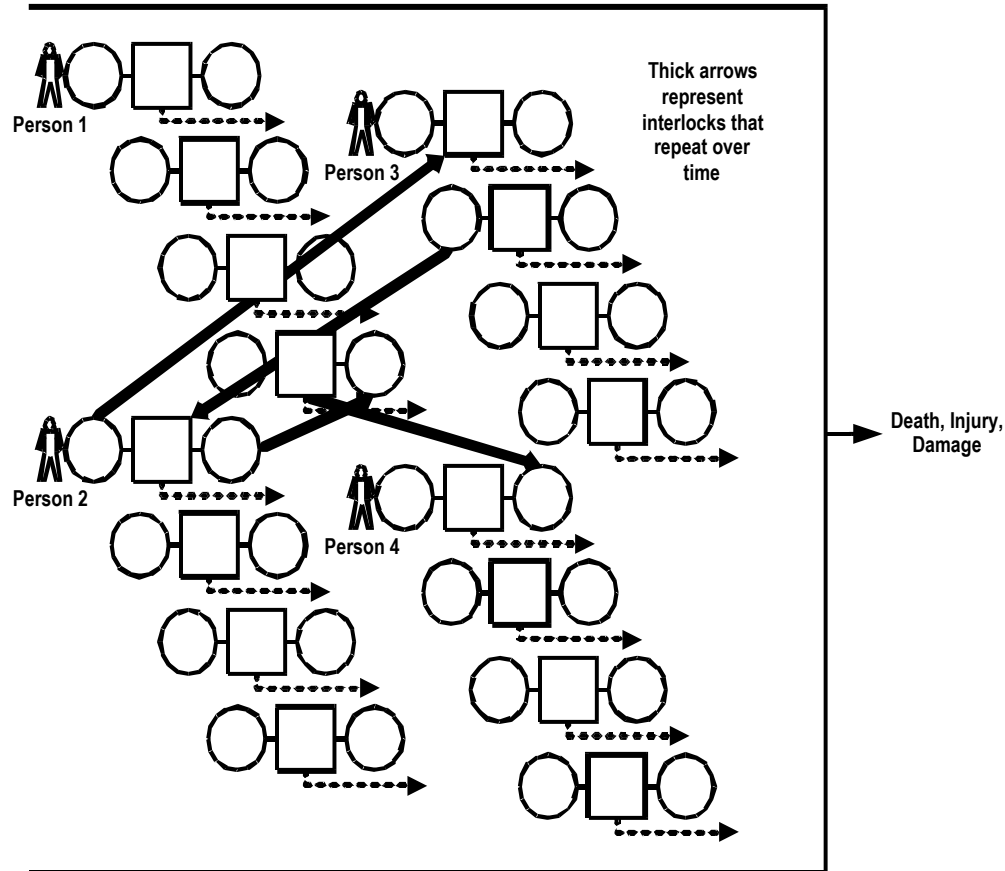 Person 1
Thick arrows
represent
interlocks that
repeat over
time
Person 3
Death, Injury,
Damage
Person 2
Person 4